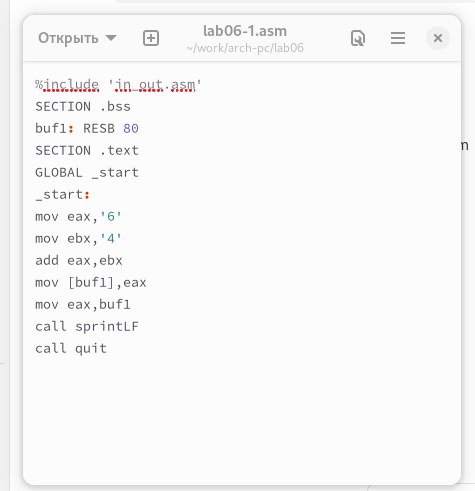 Открыть
lab06-1.asm
~/work/arch-pc/lab06
%include 'in_out.asm'
SECTION .bss
buf1: RESB 80
SECTION .text
GLOBAL _start
_start:
mov eax,'6'
mov ebx,'4'
add eax,ebx
mov [buf1],eax
mov eax,buf1
call sprintLF
call quit
m